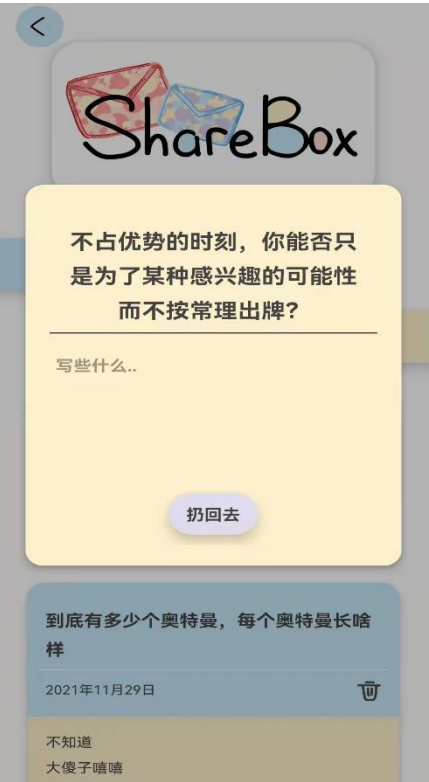 ShareBox
不占优势的时刻，你能否只
是为了某种感兴趣的可能性
而不按常理出牌？
写些什么..
扔回去
到底有多少个奥特曼，每个奥特曼长啥
样
2021年11月29日
不知道
大傻子嘻嘻